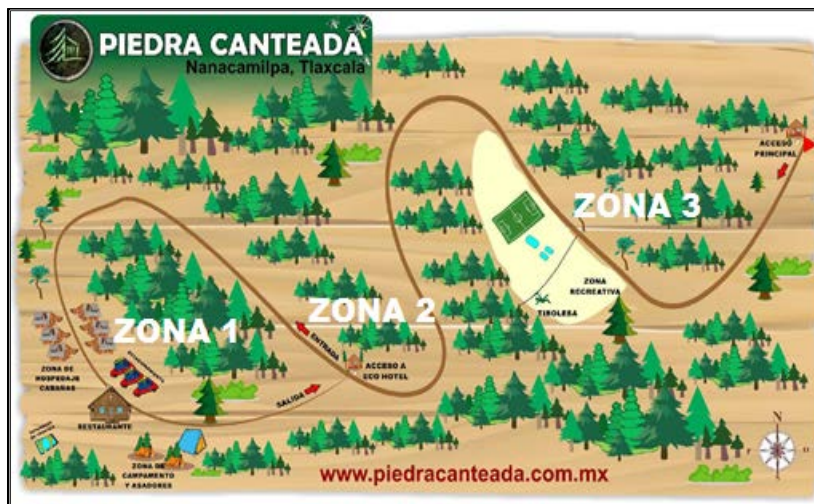 PIEDRA CANTEADA
Nanacamilpa, Tlaxcala
ACCESO
PRINCIPAL
ZONA 3
ZONA
RECREATIVA
TIROLESA
ZONA 2
ZONA 1
ENTRADA
ACCESO A
ECO HOTEL
SALIDA
ZONA DE
HOSPEDAJE
CABAÑAS
ESTACIONAMIENTO
RESTAURANTE
ZONA DE
CAMPAMENTO
Y ASADORES
N
www.piedracanteada.com.mx